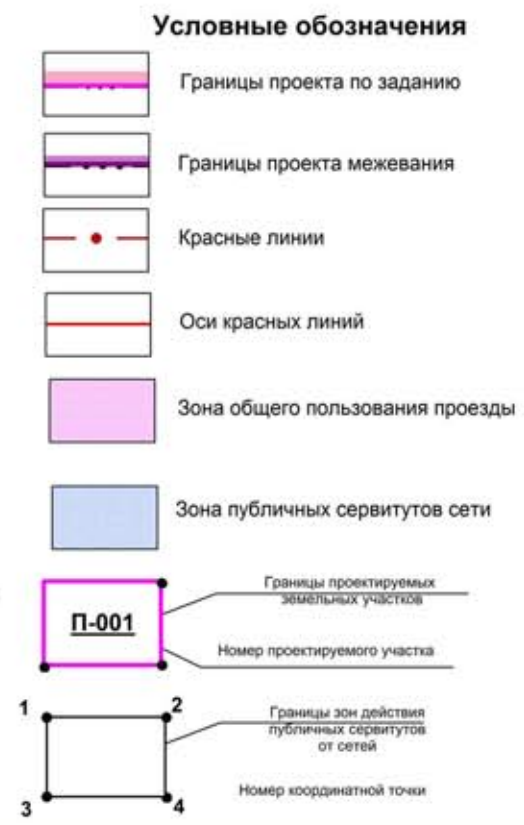 Условные обозначения
Границы проекта по заданию
Границы проекта межевания
Красные линии
Оси красных линий
Зона общего пользования проезды
Зона публичных сервитутов сети
Границы проектируемых
земельных участков
П-001
Номер проектируемого участка
1
2
Границы зон действия
публичных сервитутов
от сетей
Номер координатной точки
3
4